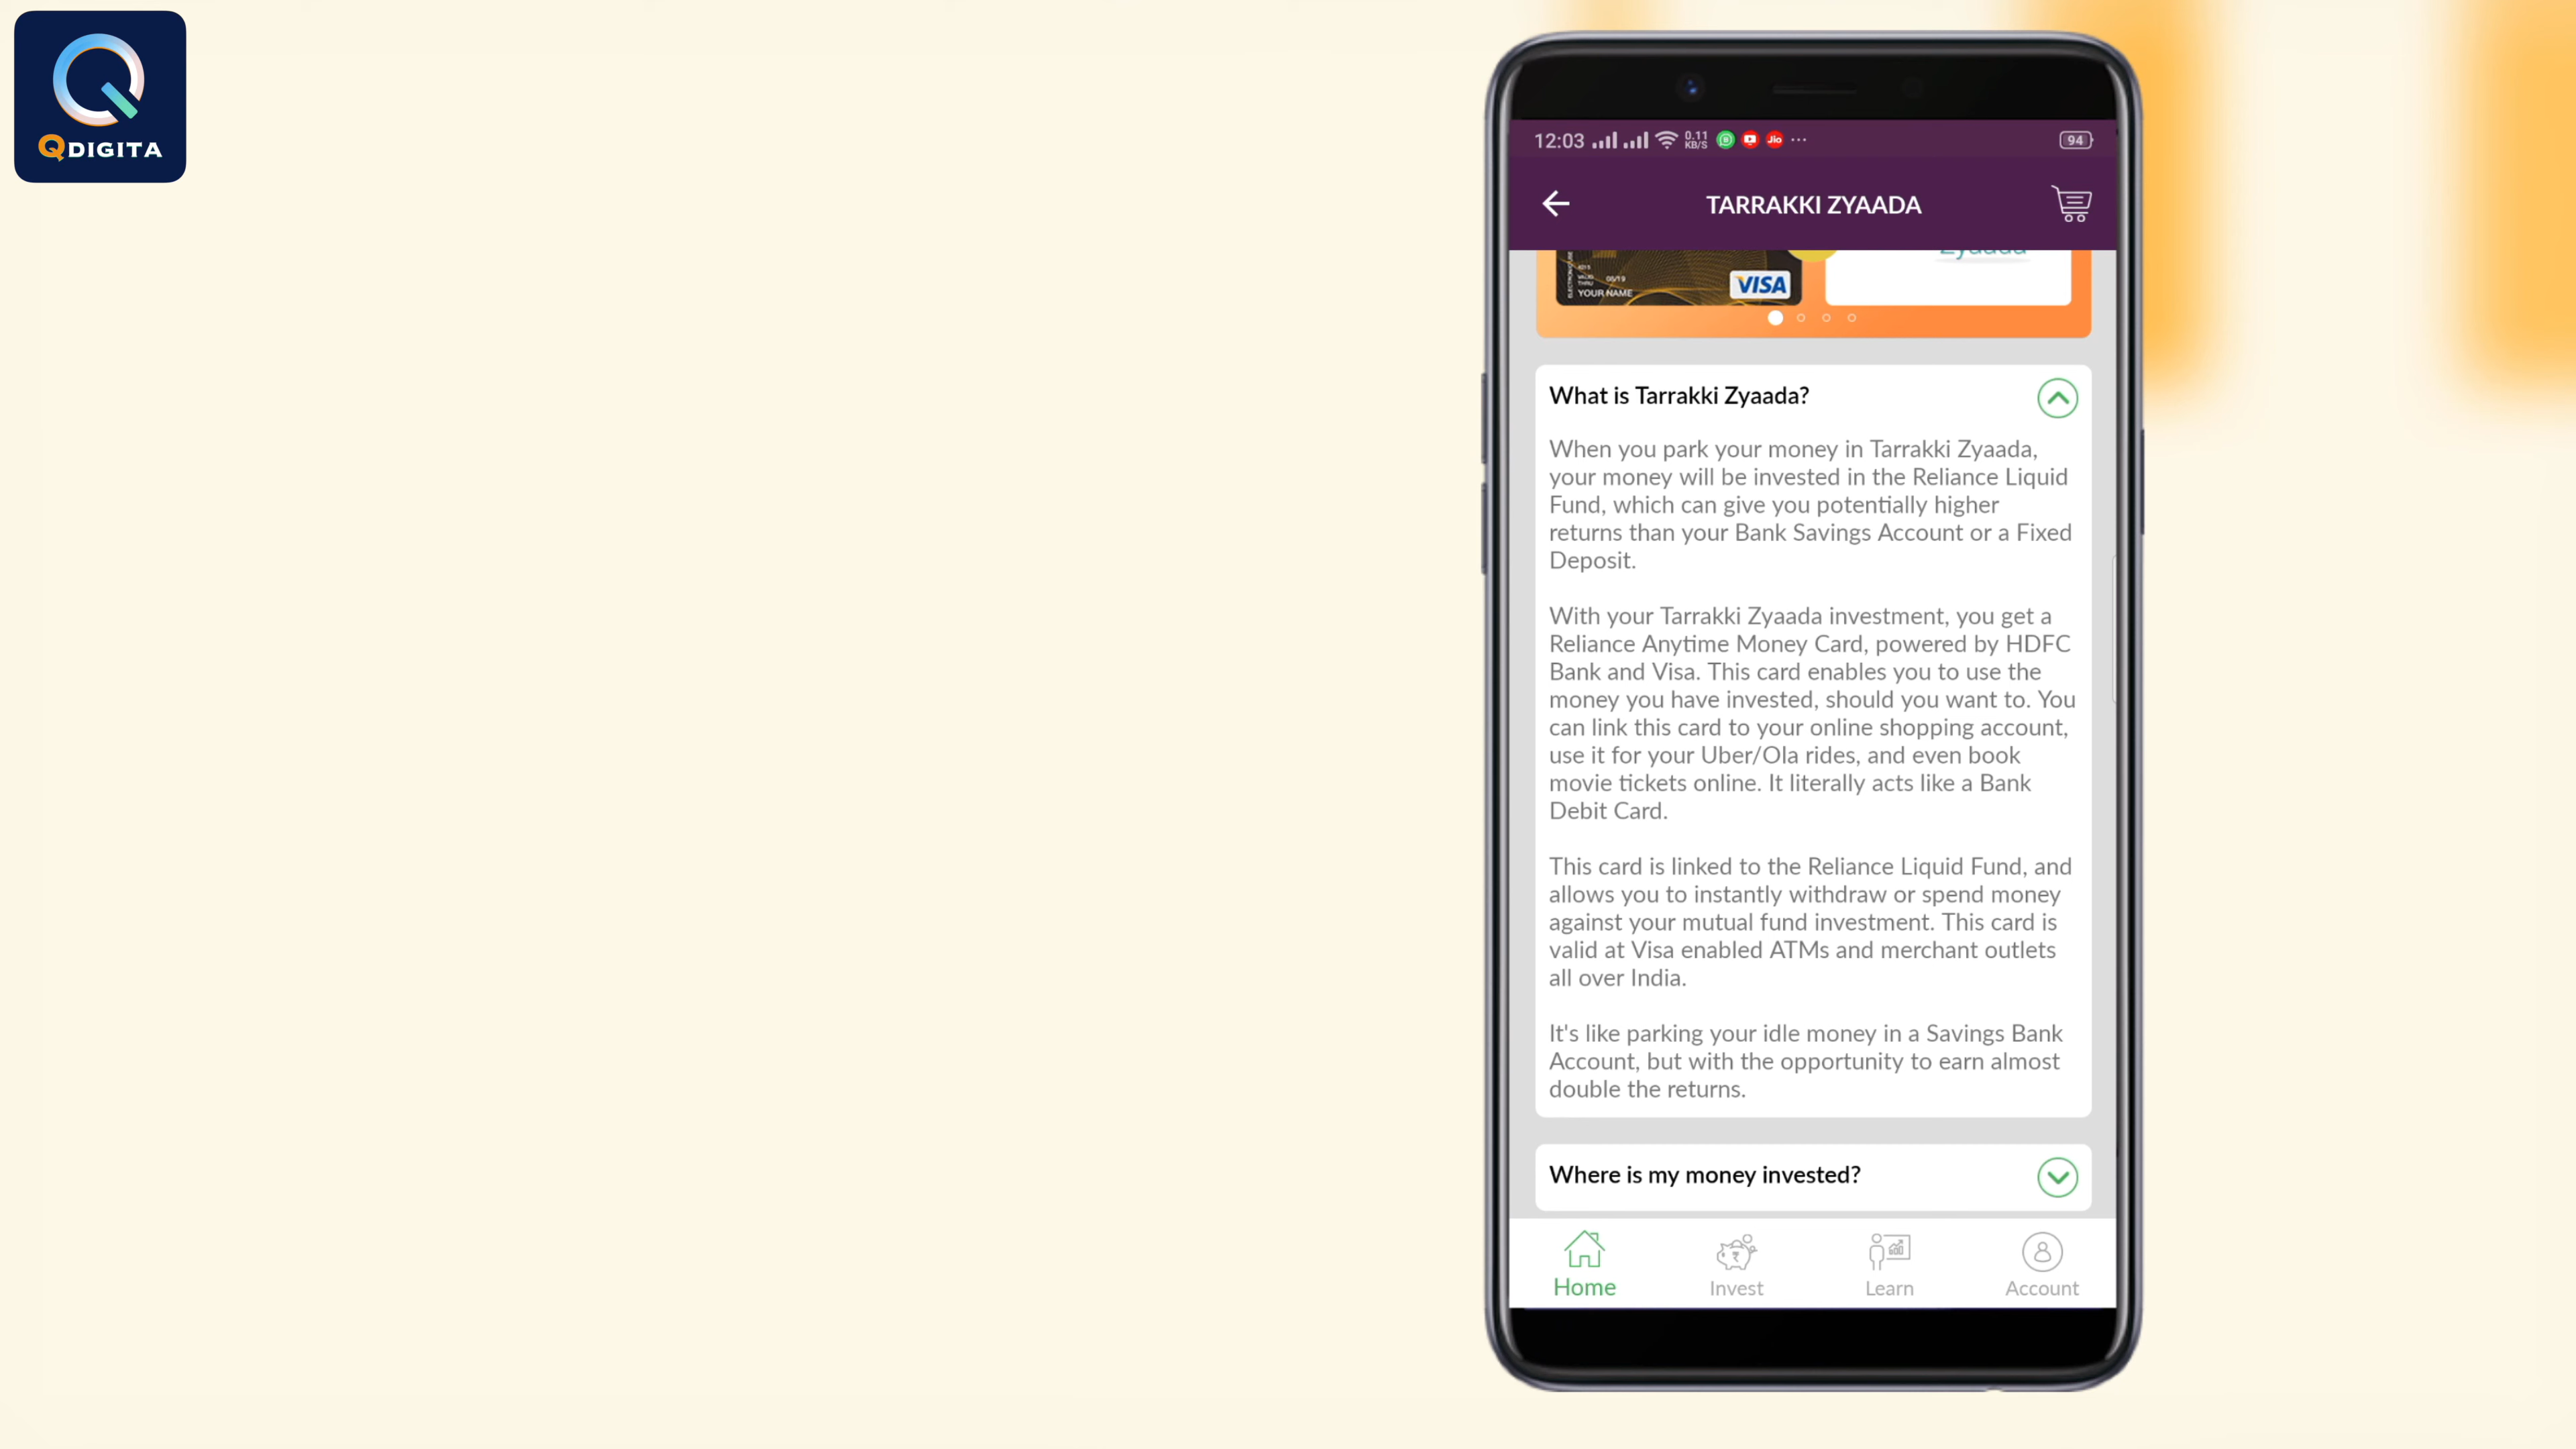 QDIGITA
12:03 0.11 KB/S Jio ... 94
TARRAKKI ZYAADA
VALID THRU 05/19
YOUR NAME
VISA
Zyaada
What is Tarrakki Zyaada?
When you park your money in Tarrakki Zyaada,
your money will be invested in the Reliance Liquid
Fund, which can give you potentially higher
returns than your Bank Savings Account or a Fixed
Deposit.
With your Tarrakki Zyaada investment, you get a
Reliance Anytime Money Card, powered by HDFC
Bank and Visa. This card enables you to use the
money you have invested, should you want to. You
can link this card to your online shopping account,
use it for your Uber/Ola rides, and even book
movie tickets online. It literally acts like a Bank
Debit Card.
This card is linked to the Reliance Liquid Fund, and
allows you to instantly withdraw or spend money
against your mutual fund investment. This card is
valid at Visa enabled ATMs and merchant outlets
all over India.
It's like parking your idle money in a Savings Bank
Account, but with the opportunity to earn almost
double the returns.
Where is my money invested?
Home
Invest
Learn
Account